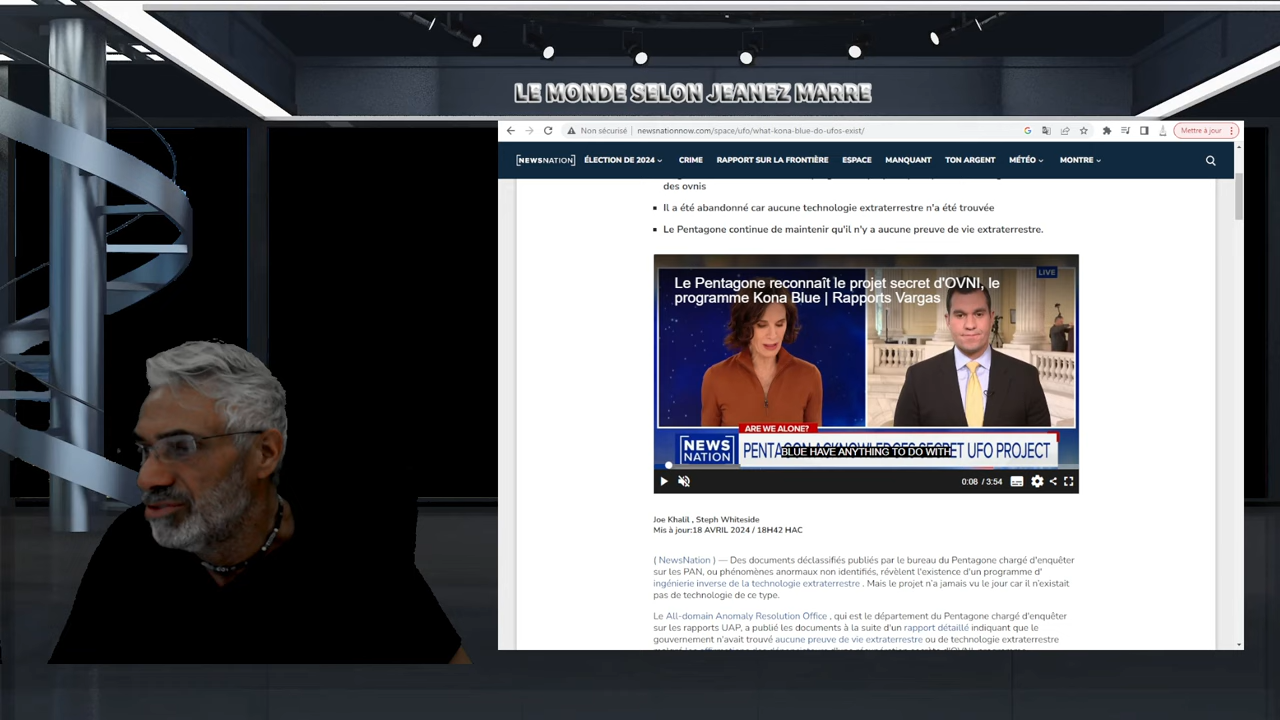 LE MONDE SELON JEANEZ MARRE
Non sécurisé newsnationnow.com/space/ufo/what-kona-blue-do-ufos-exist/ Mettre à jour
[NEWSNATION] ÉLECTION DE 2024 CRIME RAPPORT SUR LA FRONTIÈRE ESPACE MANQUANT TON ARGENT MÉTÉO MONTRE
des ovnis
Il a été abandonné car aucune technologie extraterrestre n'a été trouvée
Le Pentagone continue de maintenir qu'il n'y a aucune preuve de vie extraterrestre.
LIVE
Le Pentagone reconnaît le projet secret d'OVNI, le
programme Kona Blue | Rapports Vargas
ARE WE ALONE?
NEWS
NATION
PENTAGON ACKNOWLEDGES SECRET UFO PROJECT
BLUE HAVE ANYTHING TO DO WITH
0:08 / 3:54
Joe Khalil , Steph Whiteside
Mis à jour:18 AVRIL 2024 / 18H42 HAC
( NewsNation ) — Des documents déclassifiés publiés par le bureau du Pentagone chargé d'enquêter
sur les PAN, ou phénomènes anormaux non identifiés, révèlent l'existence d'un programme d'
ingénierie inverse de la technologie extraterrestre . Mais le projet n'a jamais vu le jour car il n'existait
pas de technologie de ce type.
Le All-domain Anomaly Resolution Office , qui est le département du Pentagone chargé d'enquêter
sur les rapports UAP, a publié les documents à la suite d'un rapport détaillé indiquant que le
gouvernement n'avait trouvé aucune preuve de vie extraterrestre ou de technologie extraterrestre